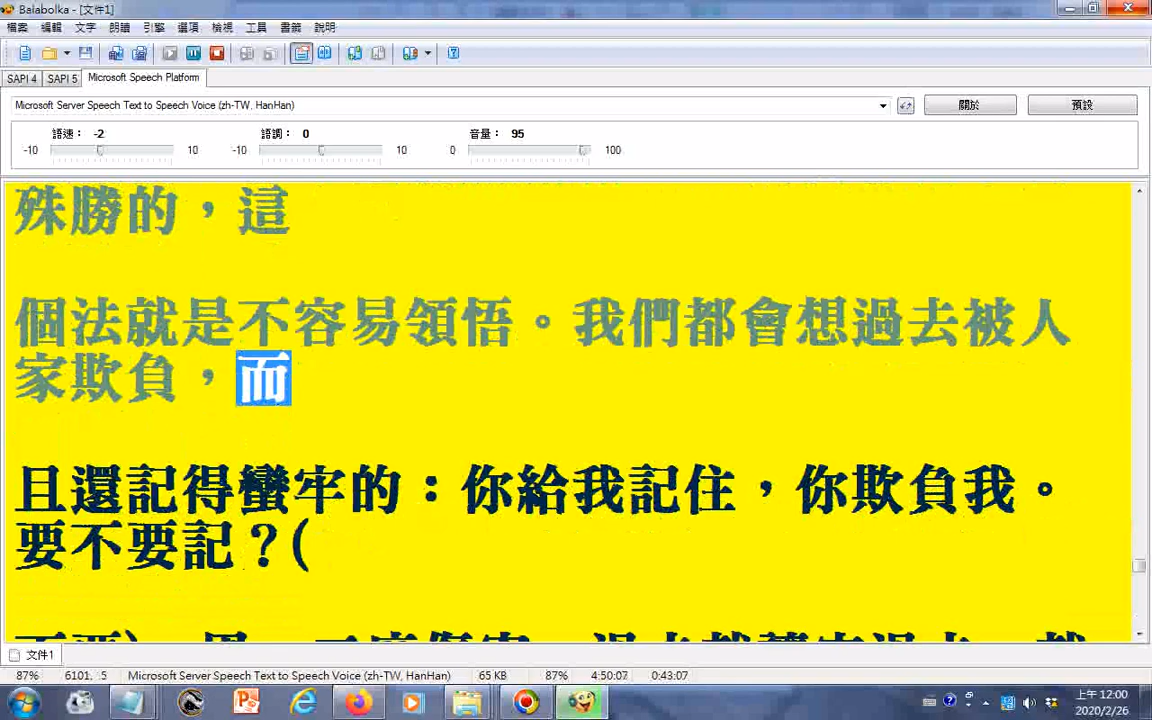 Balabolka - [文件1]
檔案 編輯 文字 朗讀 引擎 選項 檢視 工具 書籤 說明
SAPI 4 SAPI 5 Microsoft Speech Platform
Microsoft Server Speech Text to Speech Voice (zh-TW, HanHan) 關於 預設
語速： -2 語調： 0 音量： 95
-10 10 -10 10 0 100
殊勝的，這
個法就是不容易領悟。我們都會想過去被人
家欺負，而
且還記得蠻牢的：你給我記住，你欺負我。
要不要記？(
文件1
87% 6101, 5 Microsoft Server Speech Text to Speech Voice (zh-TW, HanHan) 65 KB 87% 4:50:07 0:43:07
上午 12:00
2020/2/26